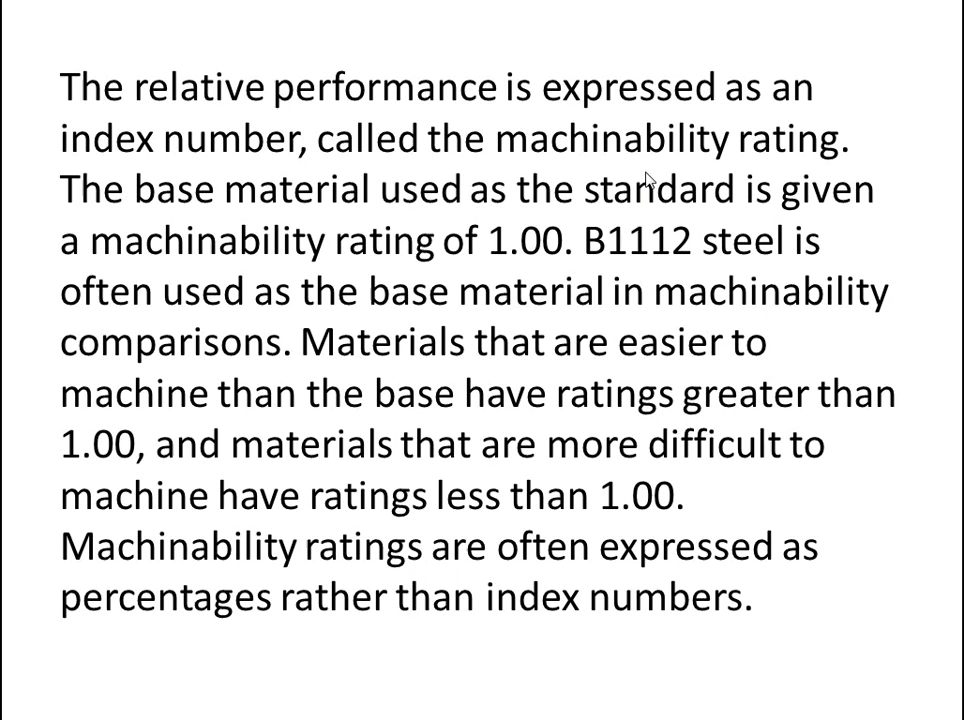 The relative performance is expressed as an
index number, called the machinability rating.
The base material used as the standard is given
a machinability rating of 1.00. B1112 steel is
often used as the base material in machinability
comparisons. Materials that are easier to
machine than the base have ratings greater than
1.00, and materials that are more difficult to
machine have ratings less than 1.00.
Machinability ratings are often expressed as
percentages rather than index numbers.